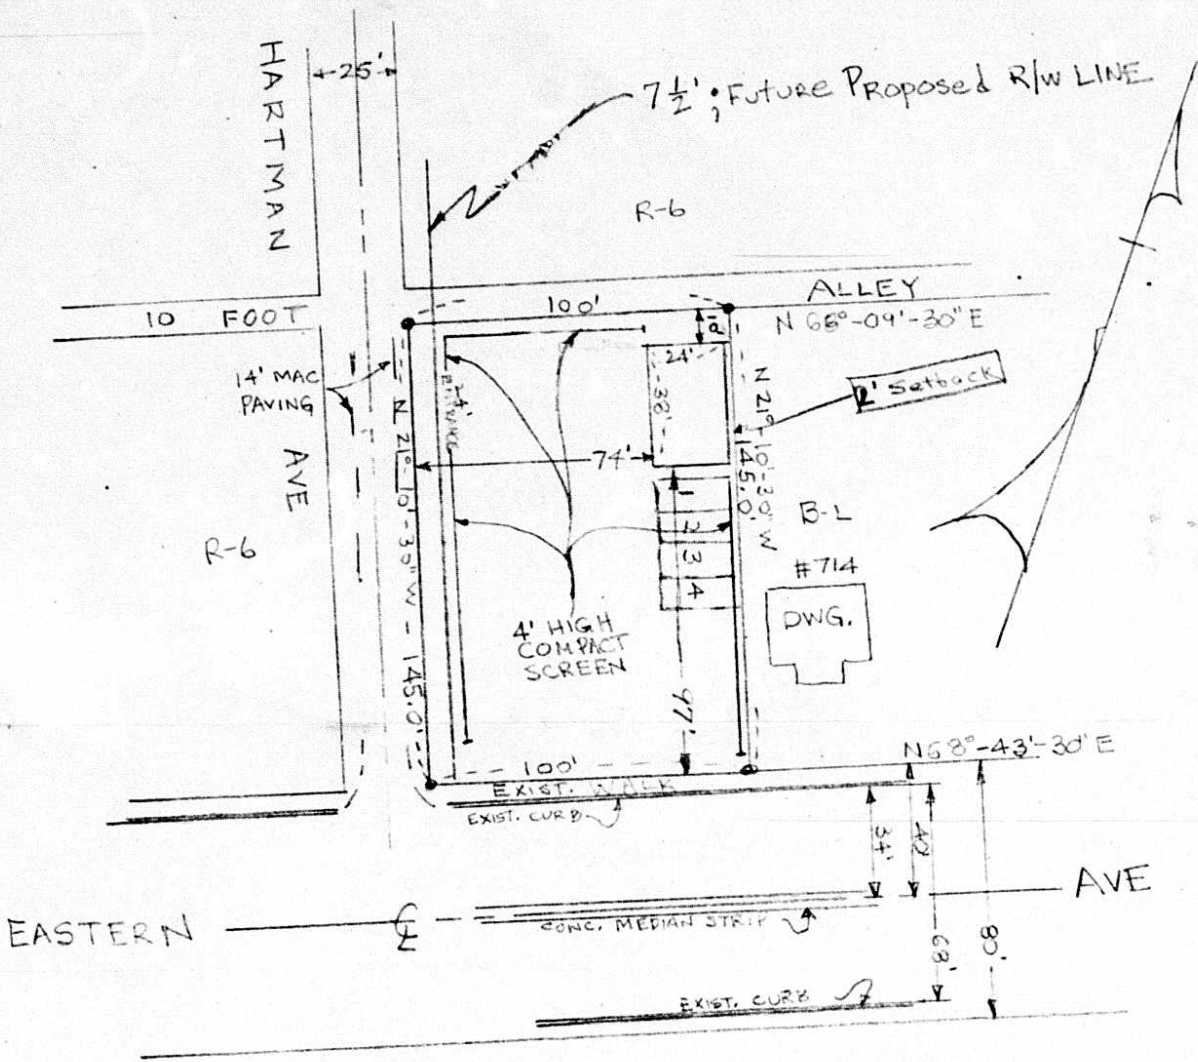 HARTMAN
25'
7½' ; Future Proposed R/W LINE
R-6
ALLEY
10 FOOT
100'
10'
N 68°-09'-30" E
24'
14' MAC
PAVING
ENTRANCE
38'
2' Setback
AVE
N 21°-10'-30" W - 145.0'
74'
N 21°-10'-30" W
145.0'
1
2
3
4
B-L
R-6
#714
DWG.
4' HIGH
COMPACT
SCREEN
97'
N 68°-43'-30" E
100'
EXIST. WALK
EXIST. CURB
34'
40'
AVE
EASTERN
CONC. MEDIAN STRIP
68'
80'
EXIST. CURB